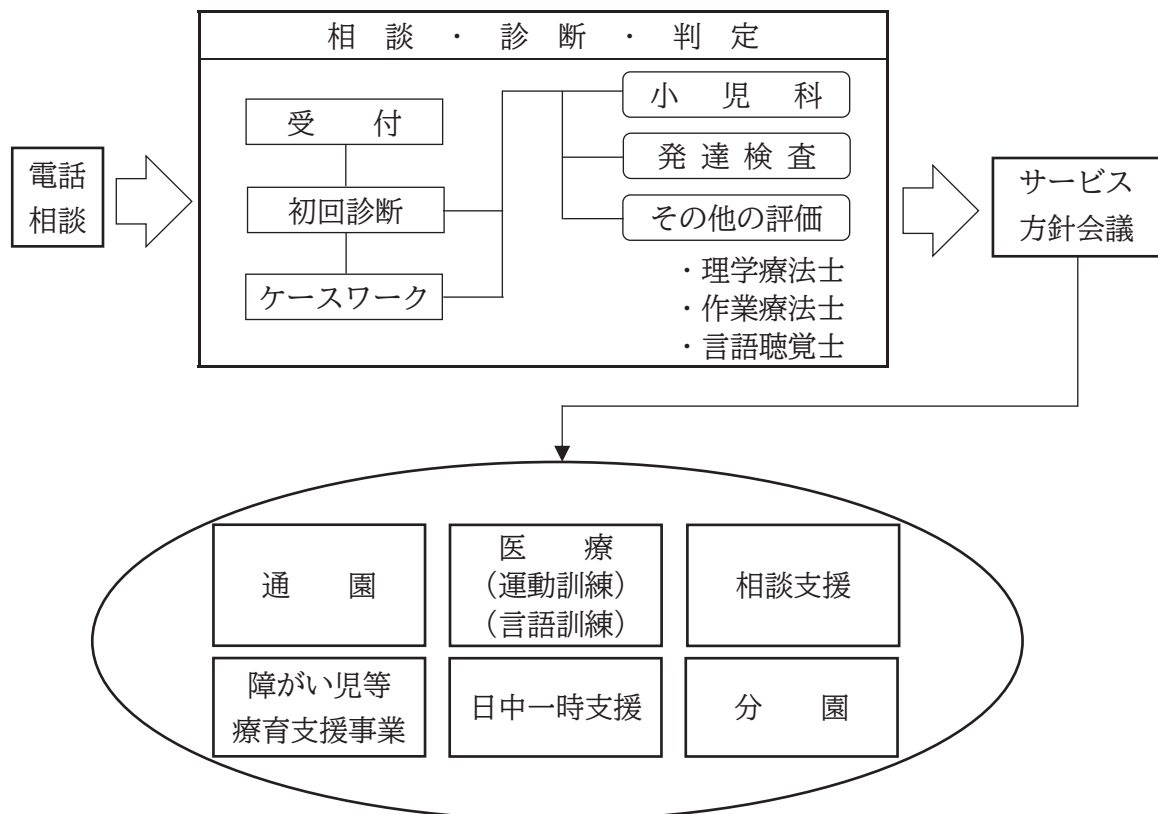 相談・診断・判定
電話
相談
受付
初回診断
ケースワーク
小児科
発達検査
その他の評価
・理学療法士
・作業療法士
・言語聴覚士
サービス
方針会議
通園
医療
（運動訓練）
（言語訓練）
相談支援
障がい児等
療育支援事業
日中一時支援
分園